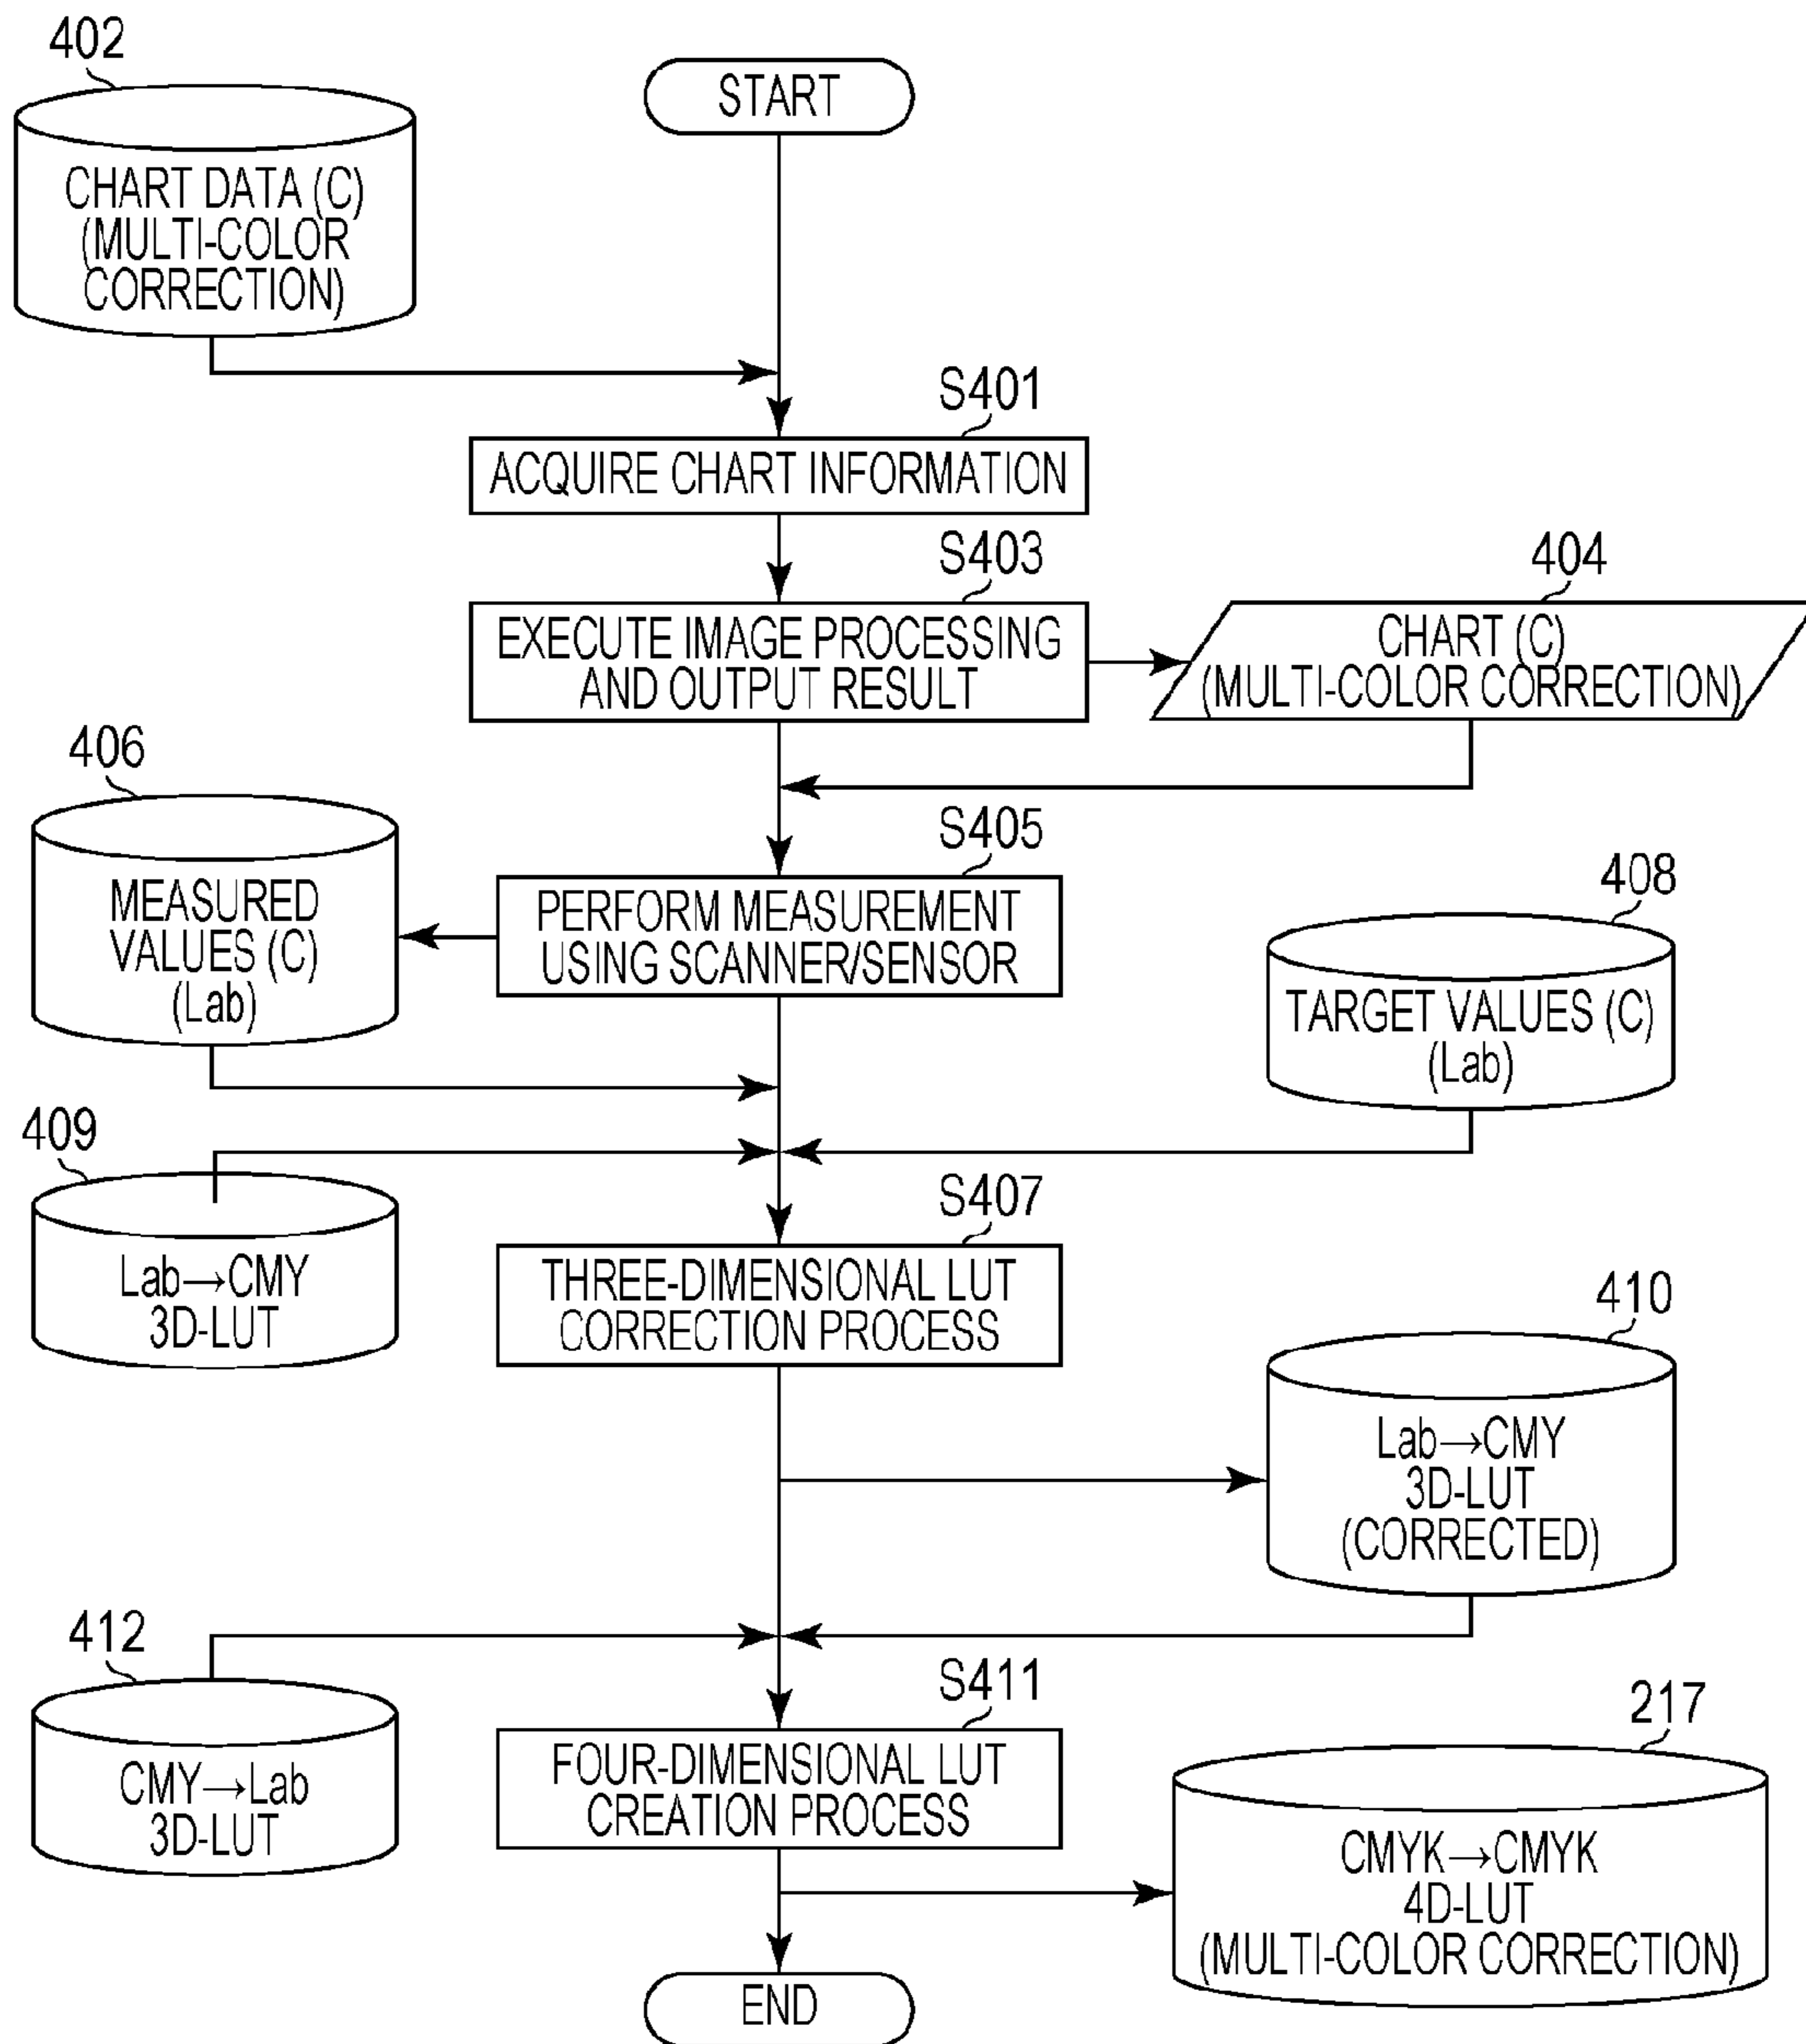 402
START
CHART DATA (C)
(MULTI-COLOR
CORRECTION)
S401
ACQUIRE CHART INFORMATION
S403
EXECUTE IMAGE PROCESSING
AND OUTPUT RESULT
404
CHART (C)
(MULTI-COLOR CORRECTION)
406
MEASURED
VALUES (C)
(Lab)
S405
PERFORM MEASUREMENT
USING SCANNER/SENSOR
408
TARGET VALUES (C)
(Lab)
409
Lab→CMY
3D-LUT
S407
THREE-DIMENSIONAL LUT
CORRECTION PROCESS
410
Lab→CMY
3D-LUT
(CORRECTED)
412
CMY→Lab
3D-LUT
S411
FOUR-DIMENSIONAL LUT
CREATION PROCESS
217
CMYK→CMYK
4D-LUT
(MULTI-COLOR CORRECTION)
END